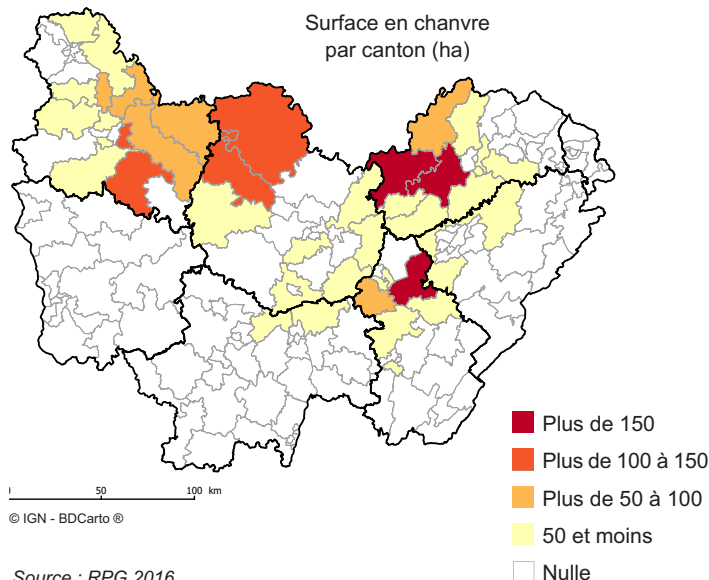 Surface en chanvre
par canton (ha)
Plus de 150
Plus de 100 à 150
Plus de 50 à 100
50 et moins
Nulle
50 100 km
© IGN - BDCarto ®
Source : RPG 2016